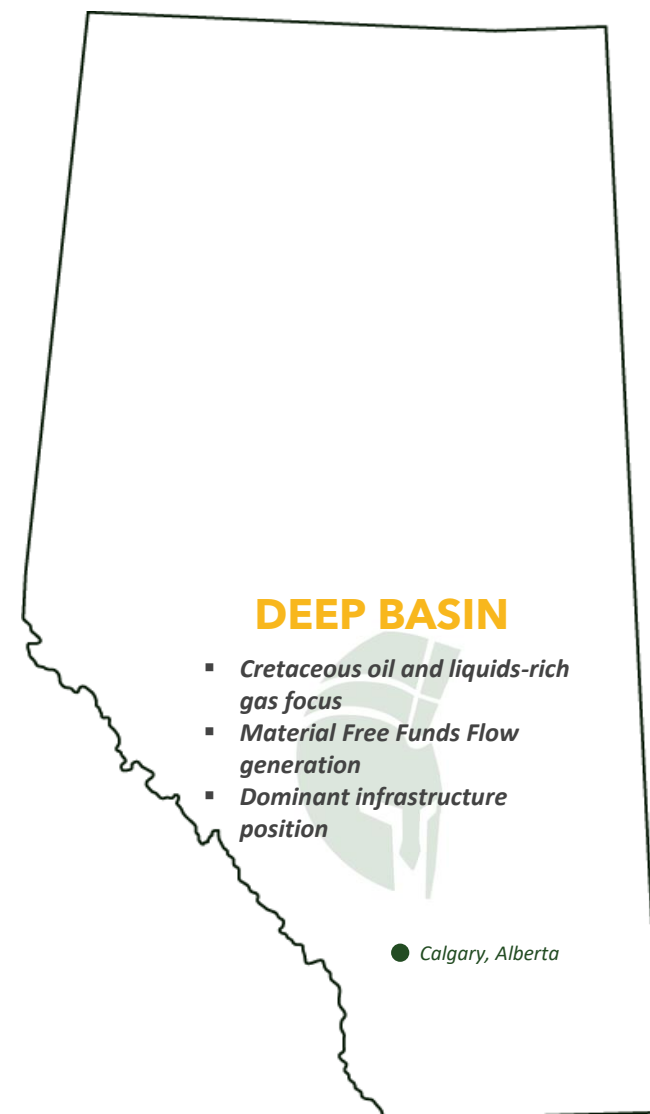 DEEP BASIN
▪ Cretaceous oil and liquids-rich
gas focus
▪ Material Free Funds Flow
generation
▪ Dominant infrastructure
position
Calgary, Alberta